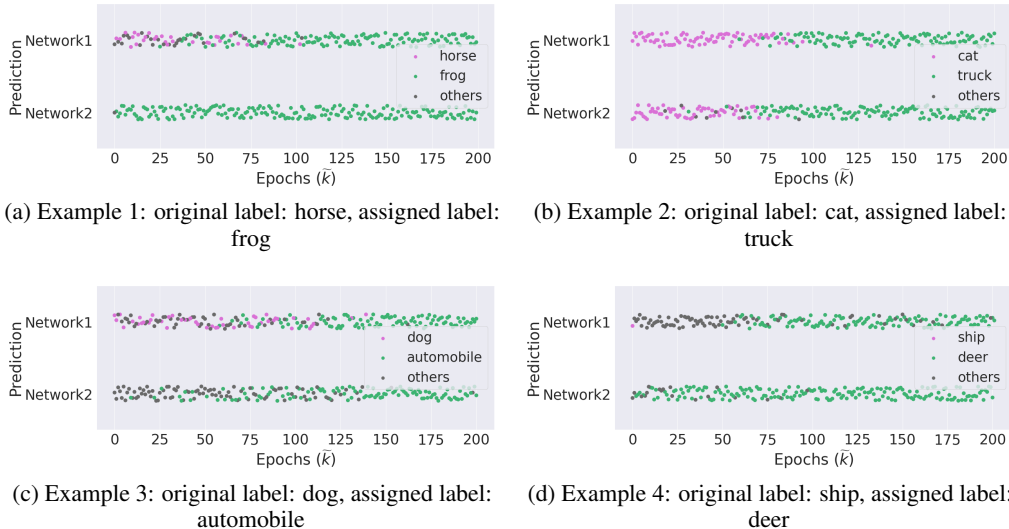 Prediction
Network1
Network2
horse
frog
others
0 25 50 75 100 125 150 175 200
Epochs (k̃)
(a) Example 1: original label: horse, assigned label:
frog
Prediction
Network1
Network2
cat
truck
others
0 25 50 75 100 125 150 175 200
Epochs (k̃)
(b) Example 2: original label: cat, assigned label:
truck
Prediction
Network1
Network2
dog
automobile
others
0 25 50 75 100 125 150 175 200
Epochs (k̃)
(c) Example 3: original label: dog, assigned label:
automobile
Prediction
Network1
Network2
ship
deer
others
0 25 50 75 100 125 150 175 200
Epochs (k̃)
(d) Example 4: original label: ship, assigned label:
deer